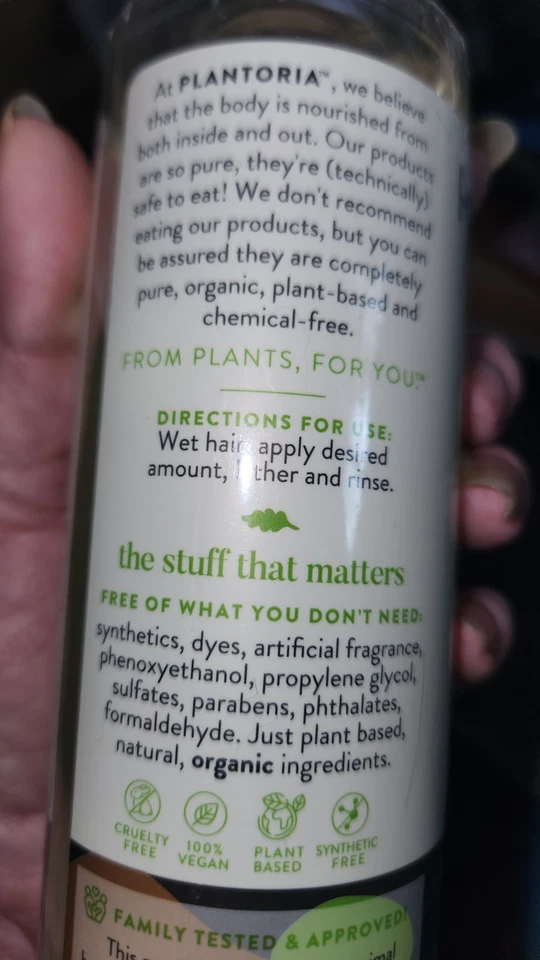 At PLANTORIA™, we believe
that the body is nourished from
both inside and out. Our products
are so pure, they're (technically)
safe to eat! We don't recommend
eating our products, but you can
be assured they are completely
pure, organic, plant-based and
chemical-free.
FROM PLANTS, FOR YOU.™
DIRECTIONS FOR USE:
Wet hair, apply desired
amount, lather and rinse.
the stuff that matters
FREE OF WHAT YOU DON'T NEED:
synthetics, dyes, artificial fragrance,
phenoxyethanol, propylene glycol,
sulfates, parabens, phthalates,
formaldehyde. Just plant based,
natural, organic ingredients.
CRUELTY FREE
100% VEGAN
PLANT BASED
SYNTHETIC FREE
FAMILY TESTED & APPROVED!
This